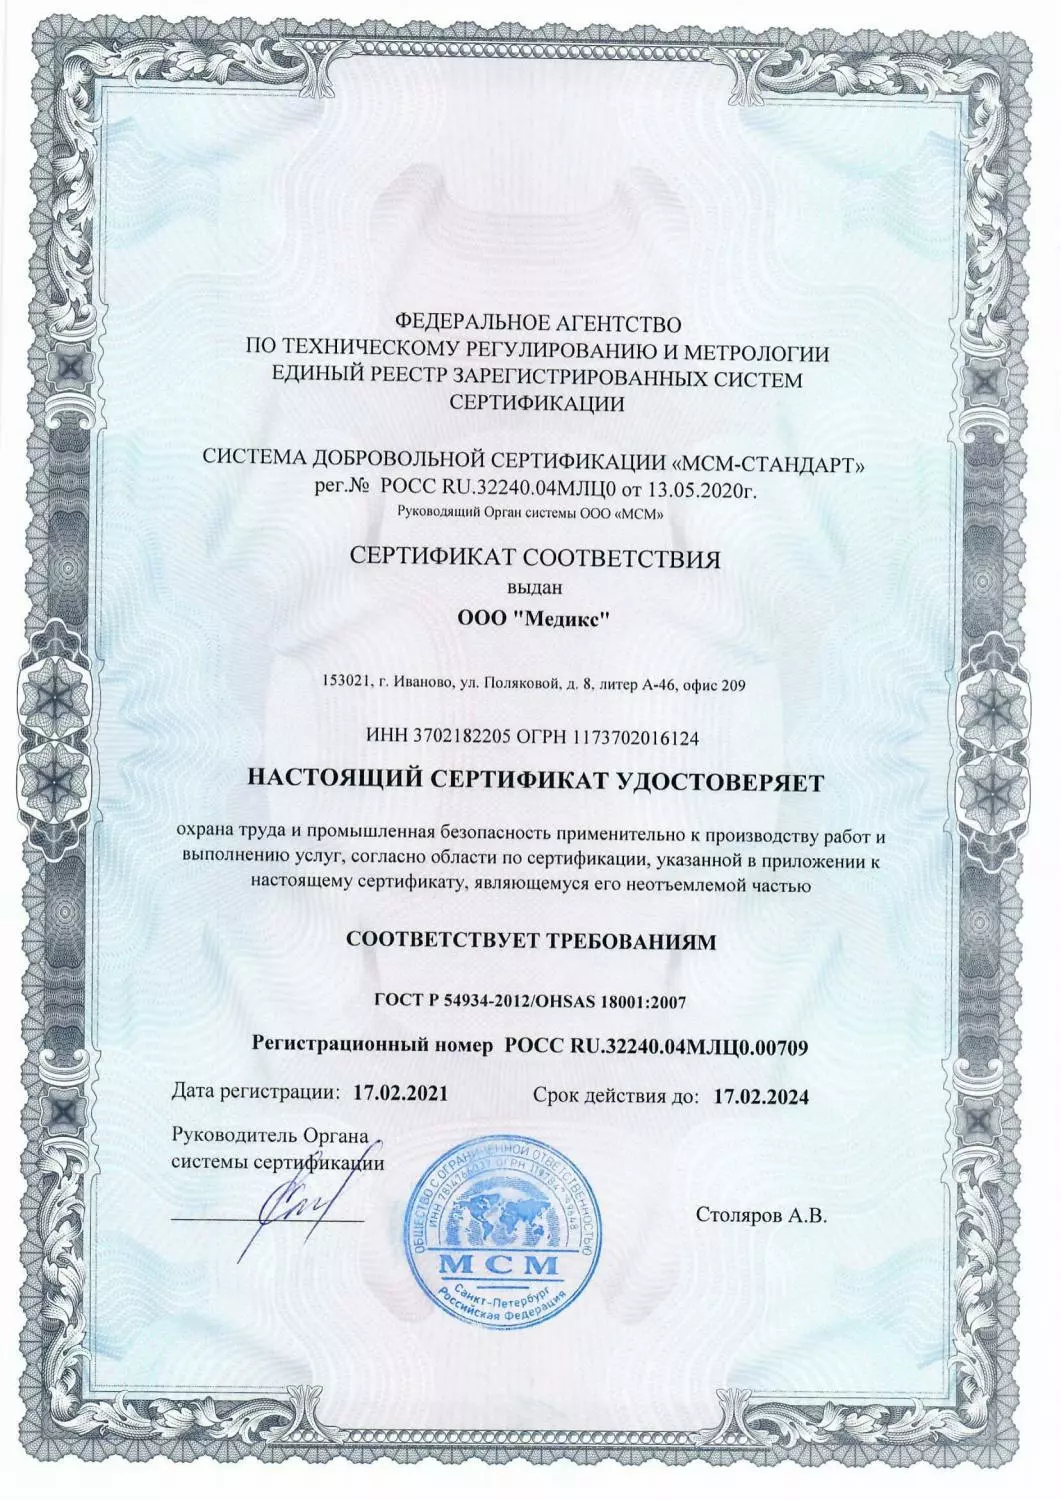 ФЕДЕРАЛЬНОЕ АГЕНТСТВО
ПО ТЕХНИЧЕСКОМУ РЕГУЛИРОВАНИЮ И МЕТРОЛОГИИ
ЕДИНЫЙ РЕЕСТР ЗАРЕГИСТРИРОВАННЫХ СИСТЕМ
СЕРТИФИКАЦИИ
СИСТЕМА ДОБРОВОЛЬНОЙ СЕРТИФИКАЦИИ «МСМ-СТАНДАРТ»
рег.№ РОСС RU.32240.04МЛЦ0 от 13.05.2020г.
Руководящий Орган системы ООО «МСМ»
СЕРТИФИКАТ СООТВЕТСТВИЯ
выдан
ООО "Медикс"
153021, г. Иваново, ул. Поляковой, д. 8, литер А-46, офис 209
ИНН 3702182205 ОГРН 1173702016124
НАСТОЯЩИЙ СЕРТИФИКАТ УДОСТОВЕРЯЕТ
охрана труда и промышленная безопасность применительно к производству работ и
выполнению услуг, согласно области по сертификации, указанной в приложении к
настоящему сертификату, являющемуся его неотъемлемой частью
СООТВЕТСТВУЕТ ТРЕБОВАНИЯМ
ГОСТ Р 54934-2012/OHSAS 18001:2007
Регистрационный номер РОСС RU.32240.04МЛЦ0.00709
Дата регистрации: 17.02.2021 Срок действия до: 17.02.2024
Руководитель Органа
системы сертификации
Столяров А.В.
ОБЩЕСТВО С ОГРАНИЧЕННОЙ ОТВЕТСТВЕННОСТЬЮ
ИНН ОГРН
МСМ
Санкт-Петербург
Российская Федерация